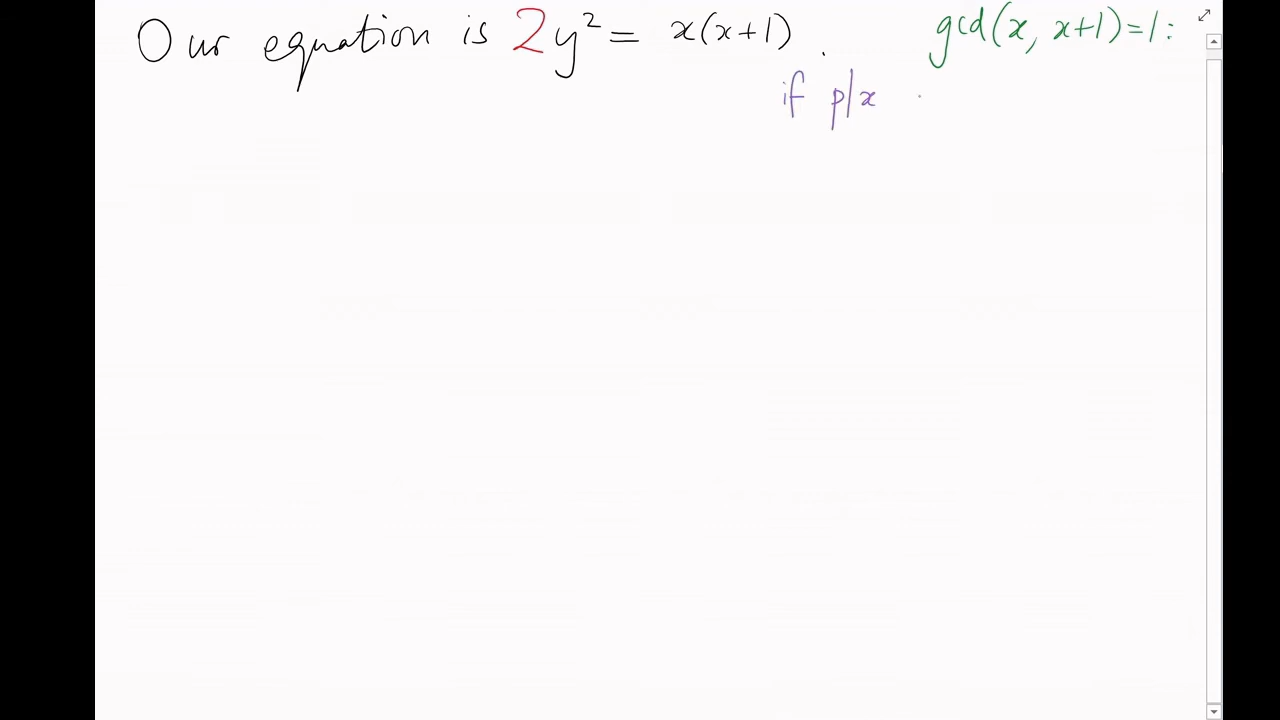 Our equation is 2y² = x(x+1). gcd(x, x+1)=1:
if p|x